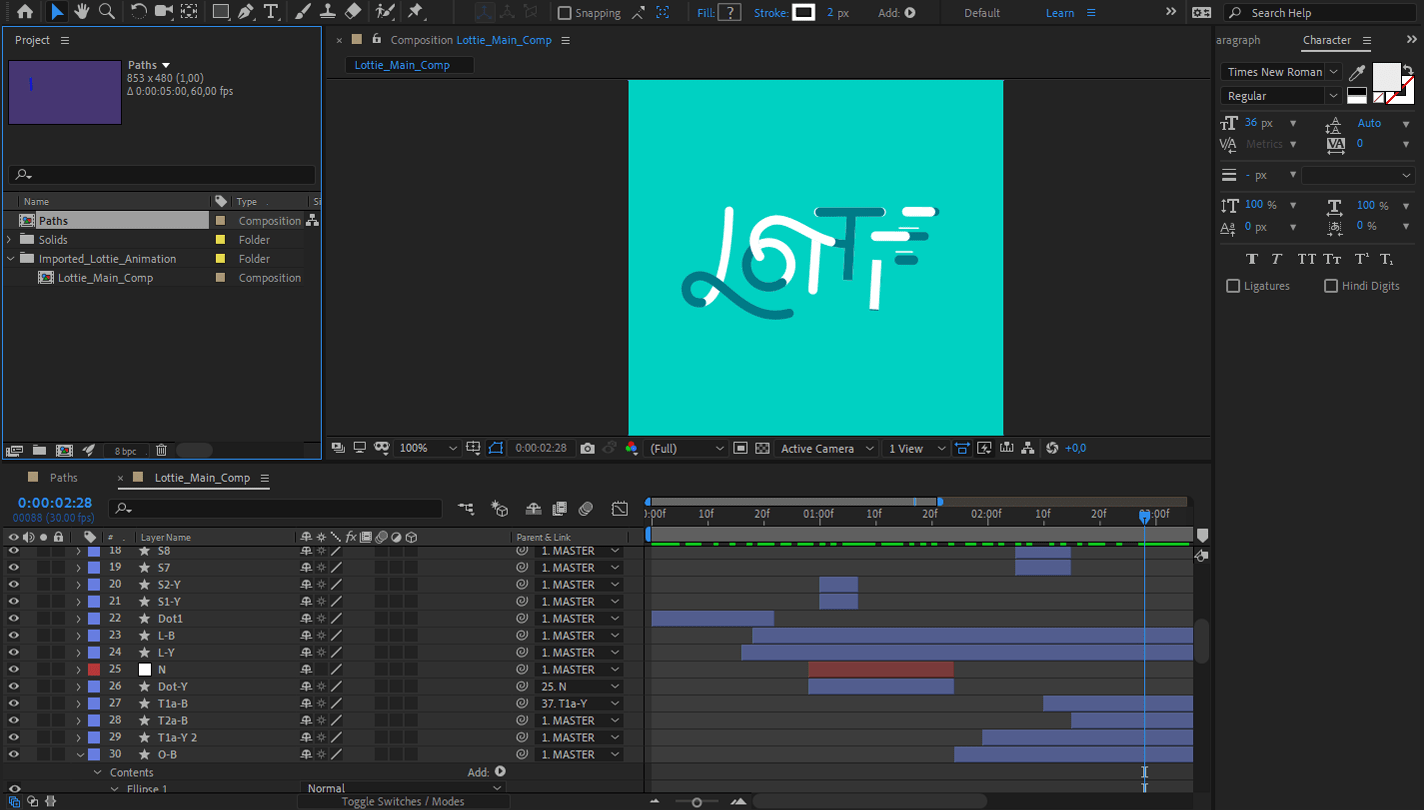 Snapping
Fill: ?
Stroke:
2 px
Add:
Default
Learn
Search Help
Project
Paths
853 x 480 (1,00)
Δ 0:00:05:00, 60,00 fps
Name
Type
Si
Paths
Composition
Solids
Folder
Imported_Lottie_Animation
Folder
Lottie_Main_Comp
Composition
8 bpc
Composition Lottie_Main_Comp
Lottie_Main_Comp
LOTTIE
100%
0:00:02:28
(Full)
Active Camera
1 View
+0,0
aragraph
Character
Times New Roman
Regular
36 px
Auto
Metrics
0
- px
100 %
100 %
0 px
0 %
T T TT Tт T¹ T₁
Ligatures
Hindi Digits
Paths
Lottie_Main_Comp
0:00:02:28
00088 (30.00 fps)
:00f 10f 20f 01:00f 10f 20f 02:00f 10f 20f 03:00f
# .
Layer Name
fx
Parent & Link
18 S8 1. MASTER
19 S7 1. MASTER
20 S2-Y 1. MASTER
21 S1-Y 1. MASTER
22 Dot1 1. MASTER
23 L-B 1. MASTER
24 L-Y 1. MASTER
25 N 1. MASTER
26 Dot-Y 25. N
27 T1a-B 37. T1a-Y
28 T2a-B 1. MASTER
29 T1a-Y 2 1. MASTER
30 O-B 1. MASTER
Contents
Add:
Ellipse 1
Normal
Toggle Switches / Modes